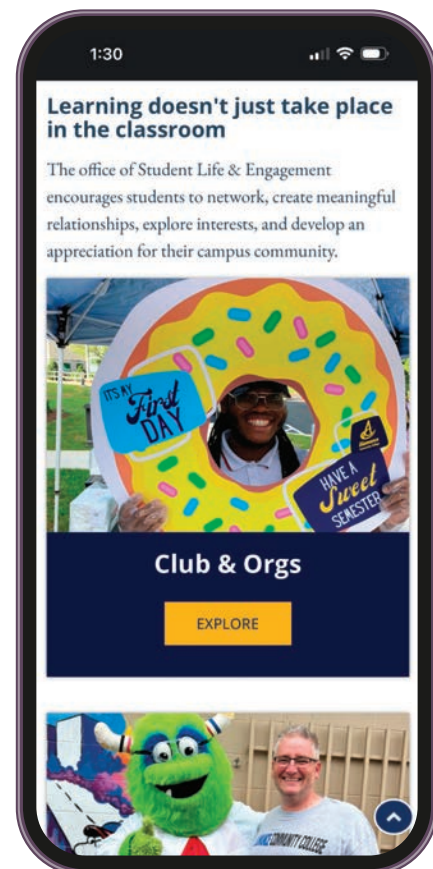 1:30
Learning doesn't just take place
in the classroom
The office of Student Life & Engagement
encourages students to network, create meaningful
relationships, explore interests, and develop an
appreciation for their campus community.
IT'S MY
First
DAY
HAVE A
Sweet
SEMESTER
Club & Orgs
EXPLORE
COMMUNITY COLLEGE